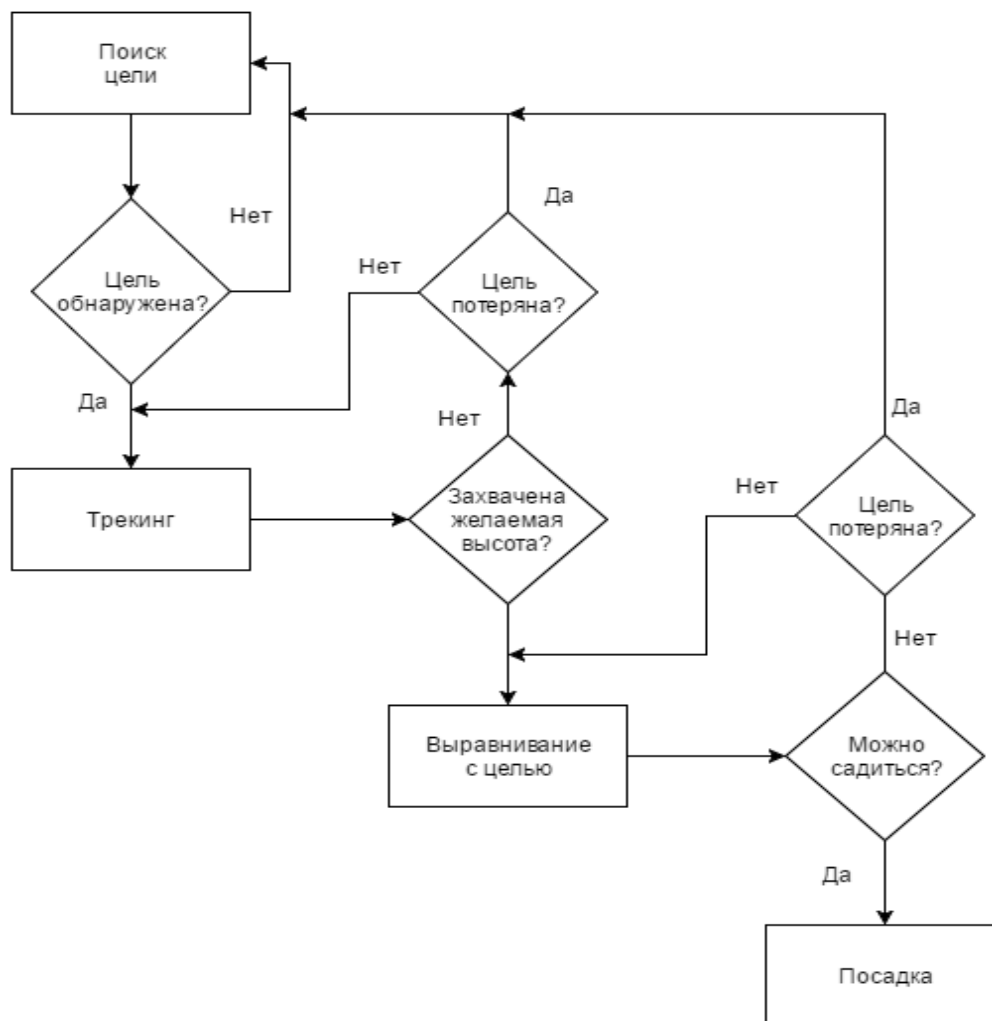 Поиск
цели
Нет
Да
Цель
обнаружена?
Нет
Цель
потеряна?
Да
Нет
Да
Трекинг
Захвачена
желаемая
высота?
Нет
Цель
потеряна?
Нет
Выравнивание
с целью
Можно
садиться?
Да
Посадка